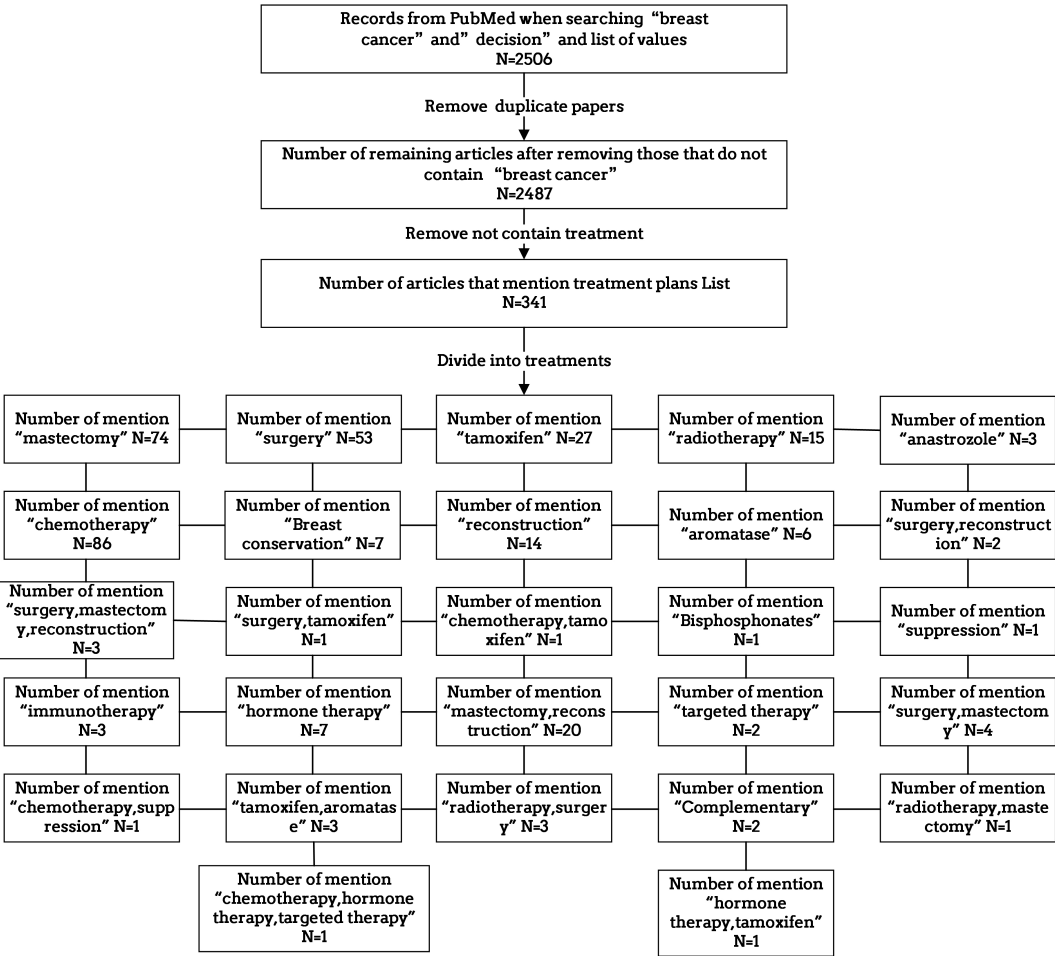 Records from PubMed when searching “breast
cancer” and” decision” and list of values
N=2506
Remove duplicate papers
Number of remaining articles after removing those that do not
contain “breast cancer”
N=2487
Remove not contain treatment
Number of articles that mention treatment plans List
N=341
Divide into treatments
Number of mention
“mastectomy” N=74
Number of mention
“surgery” N=53
Number of mention
“tamoxifen” N=27
Number of mention
“radiotherapy” N=15
Number of mention
“anastrozole” N=3
Number of mention
“chemotherapy”
N=86
Number of mention
“Breast
conservation” N=7
Number of mention
“reconstruction”
N=14
Number of mention
“aromatase” N=6
Number of mention
“surgery,reconstruct
ion” N=2
Number of mention
“surgery,mastectom
y,reconstruction”
N=3
Number of mention
“surgery,tamoxifen”
N=1
Number of mention
“chemotherapy,tamo
xifen” N=1
Number of mention
“Bisphosphonates”
N=1
Number of mention
“suppression” N=1
Number of mention
“immunotherapy”
N=3
Number of mention
“hormone therapy”
N=7
Number of mention
“mastectomy,recons
truction” N=20
Number of mention
“targeted therapy”
N=2
Number of mention
“surgery,mastectom
y” N=4
Number of mention
“chemotherapy,supp
ression” N=1
Number of mention
“tamoxifen,aromatas
e” N=3
Number of mention
“radiotherapy,surger
y” N=3
Number of mention
“Complementary”
N=2
Number of mention
“radiotherapy,maste
ctomy” N=1
Number of mention
“chemotherapy,hormone
therapy,targeted therapy”
N=1
Number of mention
“hormone
therapy,tamoxifen”
N=1